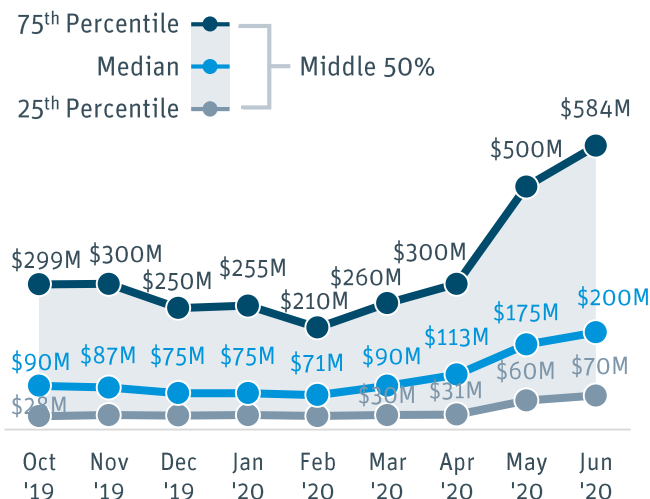 75th Percentile
Median
25th Percentile
Middle 50%
$299M $300M $250M $255M $210M $260M $300M $500M $584M
$90M $87M $75M $75M $71M $90M $113M $175M $200M
$28M $30M $31M $60M $70M
Oct Nov Dec Jan Feb Mar Apr May Jun
'19 '19 '19 '20 '20 '20 '20 '20 '20